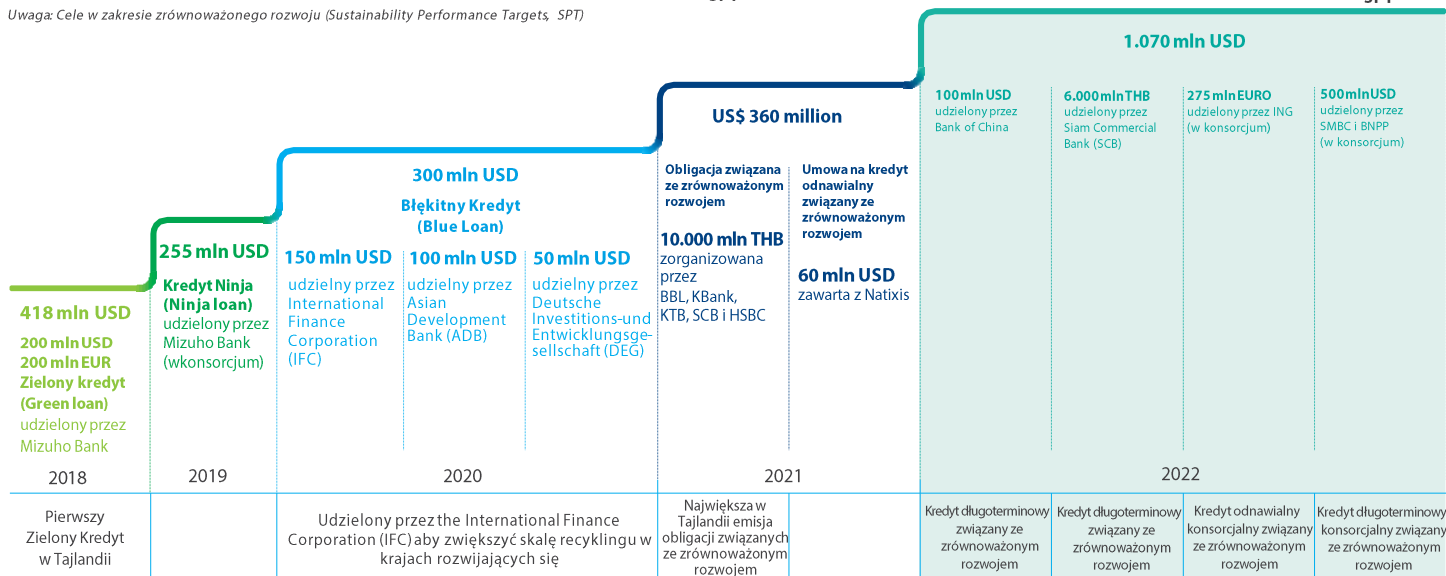 Uwaga: Cele w zakresie zrównoważonego rozwoju (Sustainability Performance Targets, SPT)
418 mln USD
200 mln USD
200 mln EUR
Zielony kredyt
(Green loan)
udzielony przez
Mizuho Bank
2018
Pierwszy
Zielony Kredyt
w Tajlandii
255 mln USD
Kredyt Ninja
(Ninja loan)
udzielony przez
Mizuho Bank
(wkonsorcjum)
2019
300 mln USD
Błękitny Kredyt
(Blue Loan)
150 mln USD
udzielny przez
International
Finance
Corporation
(IFC)
100 mln USD
udzielny przez
Asian
Development
Bank (ADB)
50 mln USD
udzielny przez
Deutsche
Investitions-und
Entwicklungsge-
sellschaft (DEG)
2020
Udzielony przez the International Finance
Corporation (IFC) aby zwiększyć skalę recyklingu w
krajach rozwijających się
US$ 360 million
Obligacja związana
ze zrównoważonym
rozwojem
10.000 mln THB
zorganizowana
przez
BBL, KBank,
KTB, SCB i HSBC
Umowa na kredyt
odnawialny
związany ze
zrównoważonym
rozwojem
60 mln USD
zawarta z Natixis
2021
Największa w
Tajlandii emisja
obligacji związanych
ze zrównoważonym
rozwojem
1.070 mln USD
100 mln USD
udzielony przez
Bank of China
6.000 mln THB
udzielony przez
Siam Commercial
Bank (SCB)
275 mln EURO
udzielony przez ING
(w konsorcjum)
500 mln USD
udzielony przez
SMBC i BNPP
(w konsorcjum)
2022
Kredyt długoterminowy
związany ze
zrównoważonym
rozwojem
Kredyt długoterminowy
związany ze
zrównoważonym
rozwojem
Kredyt odnawialny
konsorcjalny związany
ze zrównoważonym
rozwojem
Kredyt długoterminowy
konsorcjalny związany
ze zrównoważonym
rozwojem